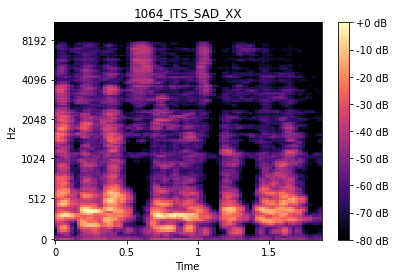 1064_ITS_SAD_XX
8192
4096
2048
1024
512
0
Hz
0
0.5
1
1.5
Time
+0 dB
-10 dB
-20 dB
-30 dB
-40 dB
-50 dB
-60 dB
-70 dB
-80 dB